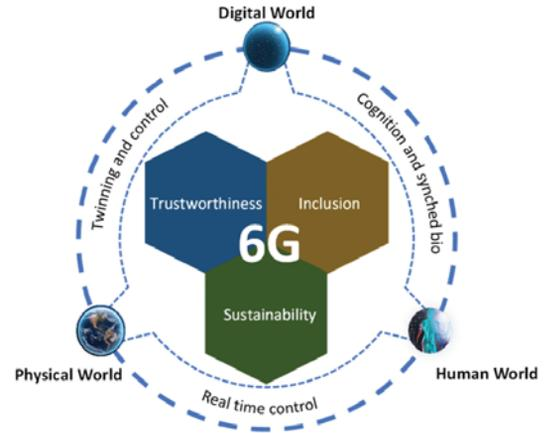 Digital World
Twinning and control
Cognition and synched bio
Trustworthiness
Inclusion
6G
Sustainability
Physical World
Human World
Real time control